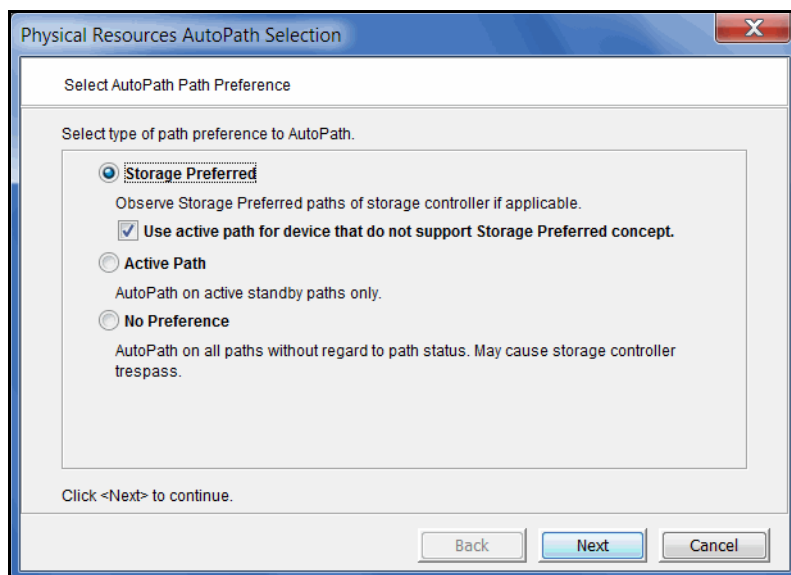 Physical Resources AutoPath Selection
X
Select AutoPath Path Preference
Select type of path preference to AutoPath.
Storage Preferred
Observe Storage Preferred paths of storage controller if applicable.
Use active path for device that do not support Storage Preferred concept.
Active Path
AutoPath on active standby paths only.
No Preference
AutoPath on all paths without regard to path status. May cause storage controller
trespass.
Click <Next> to continue.
Back
Next
Cancel